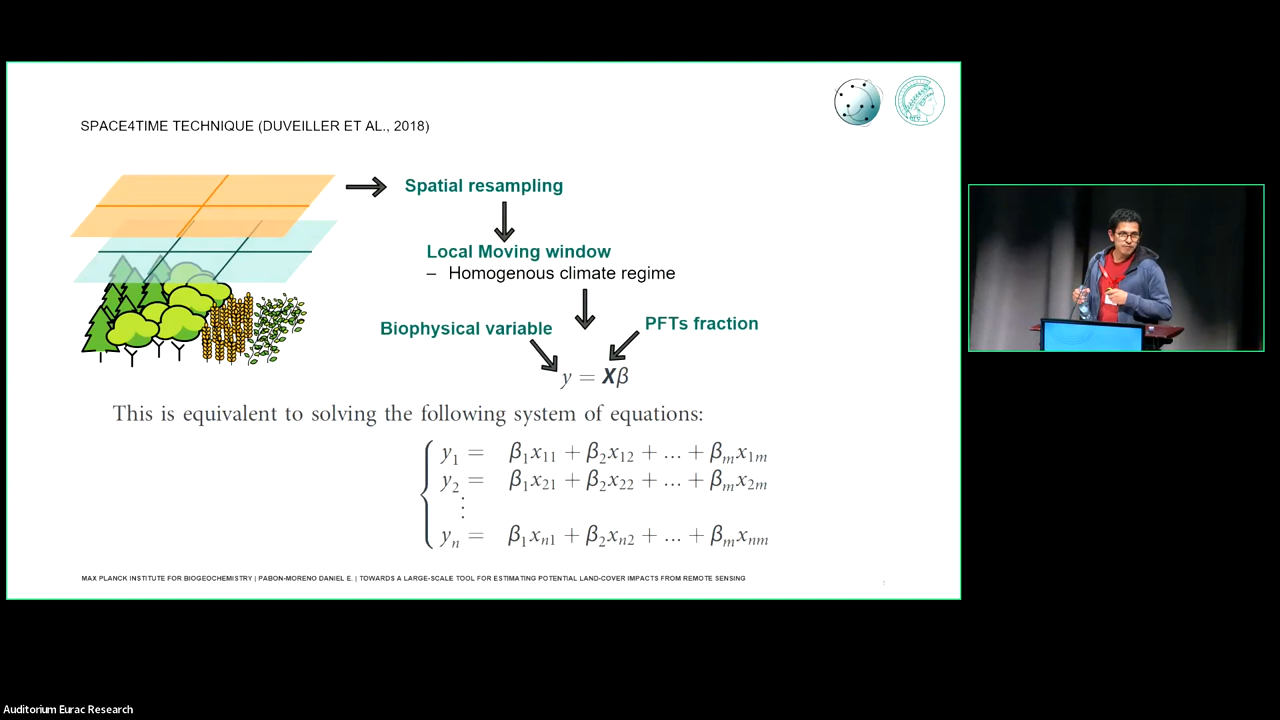 SPACE4TIME TECHNIQUE (DUVEILLER ET AL., 2018)
Spatial resampling
Local Moving window
– Homogenous climate regime
Biophysical variable
PFTs fraction
y = Xβ
This is equivalent to solving the following system of equations:
y₁ = β₁x₁₁ + β₂x₁₂ + ... + βₘx₁ₘ
y₂ = β₁x₂₁ + β₂x₂₂ + ... + βₘx₂ₘ
⋮
yₙ = β₁xₙ₁ + β₂xₙ₂ + ... + βₘxₙₘ
MAX PLANCK INSTITUTE FOR BIOGEOCHEMISTRY | PABON-MORENO DANIEL E. | TOWARDS A LARGE-SCALE TOOL FOR ESTIMATING POTENTIAL LAND-COVER IMPACTS FROM REMOTE SENSING
Auditorium Eurac Research